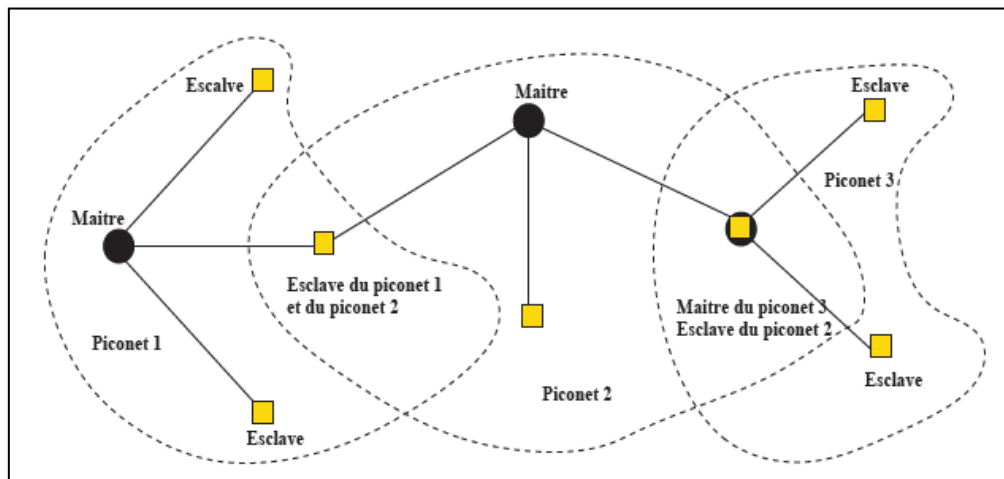 Escalve
Maitre
Esclave
Piconet 3
Maitre
Esclave du piconet 1
et du piconet 2
Maitre du piconet 3
Esclave du piconet 2
Piconet 1
Esclave
Piconet 2
Esclave